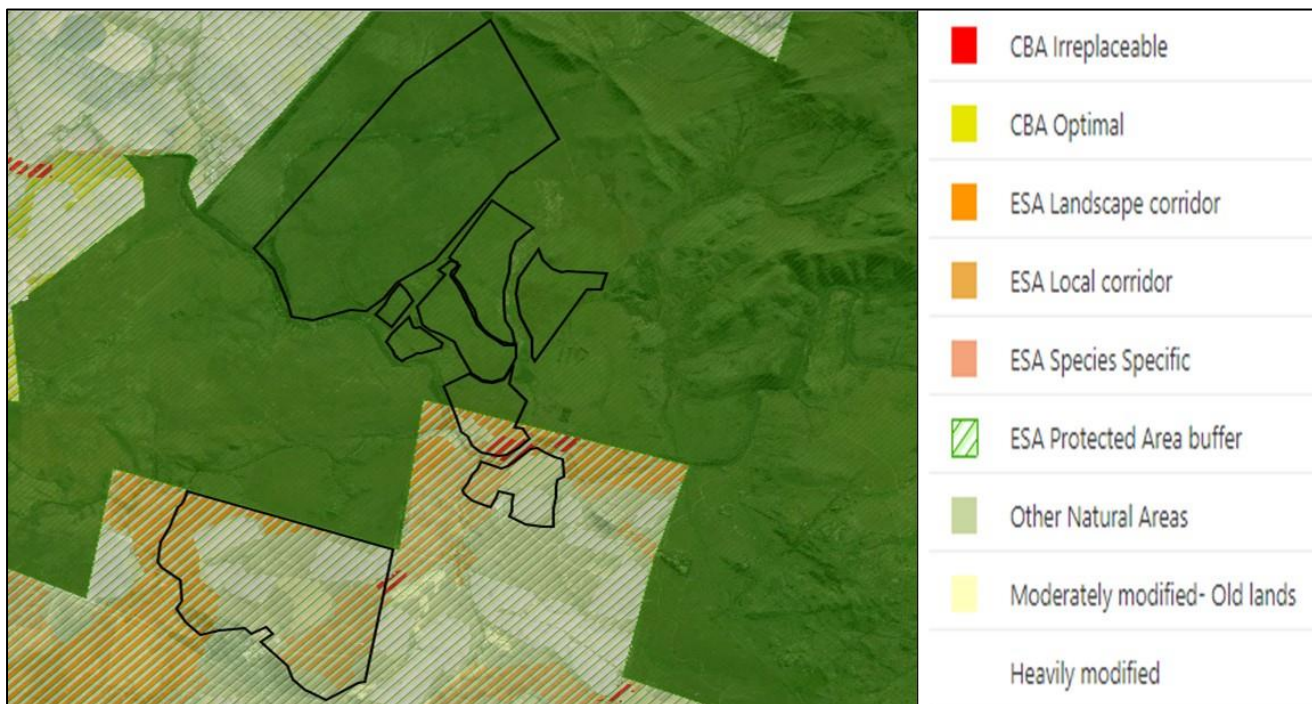 CBA Irreplaceable
CBA Optimal
ESA Landscape corridor
ESA Local corridor
ESA Species Specific
ESA Protected Area buffer
Other Natural Areas
Moderately modified- Old lands
Heavily modified